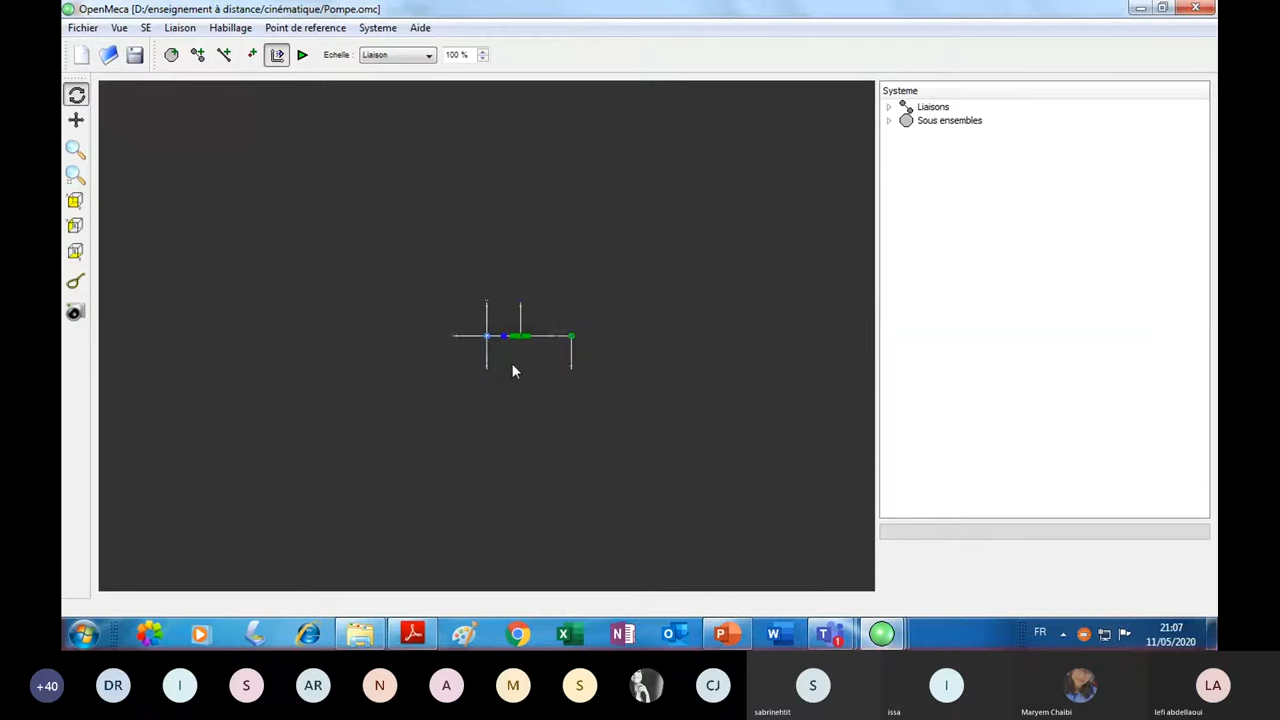 OpenMeca [D:/enseignement à distance/cinématique/Pompe.omc]
Fichier Vue SE Liaison Habillage Point de reference Systeme Aide
Echelle : Liaison 100 %
Systeme
Liaisons
Sous ensembles
FR 21:07
11/05/2020
+40 DR I S AR N A M S CJ S I LA
sabrinehtit issa Maryem Chaibi lefi abdellaoui